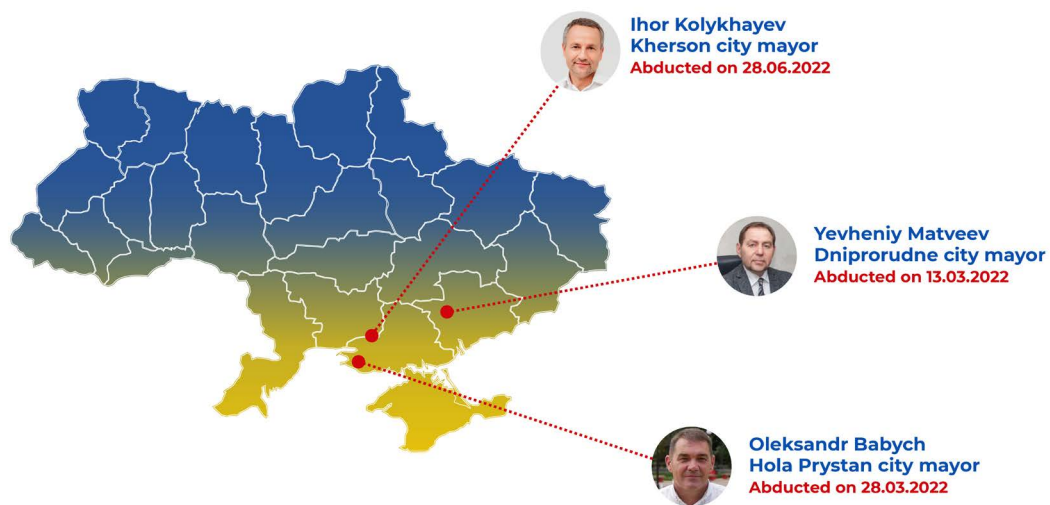 Ihor Kolykhayev
Kherson city mayor
Abducted on 28.06.2022
Yevheniy Matveev
Dniprorudne city mayor
Abducted on 13.03.2022
Oleksandr Babych
Hola Prystan city mayor
Abducted on 28.03.2022